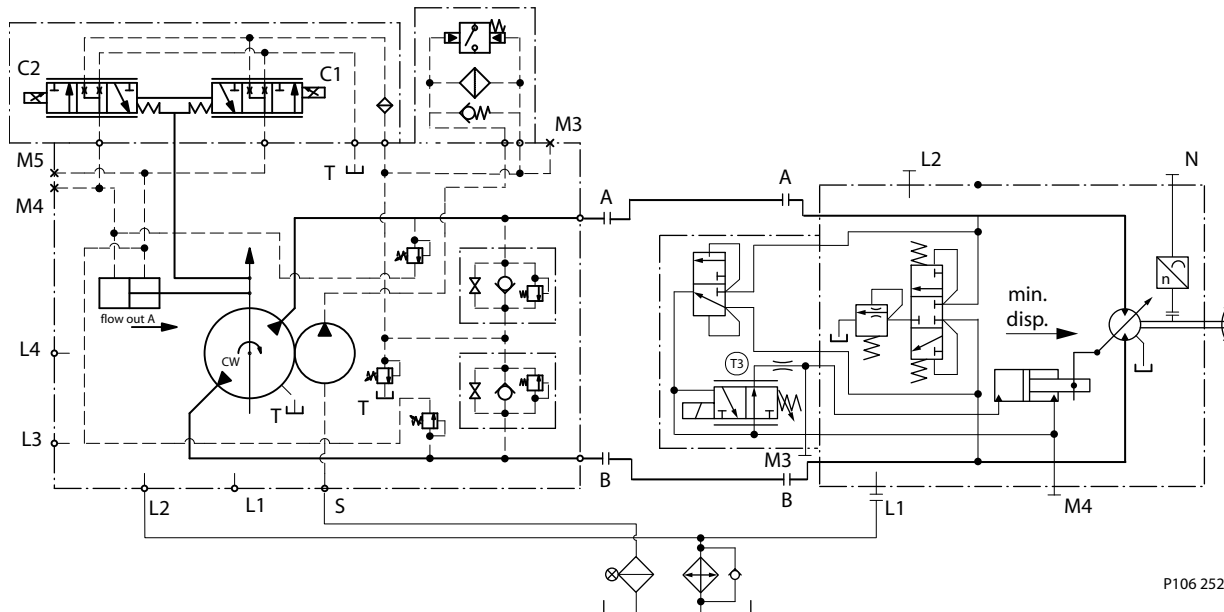 C2
C1
M3
M5
T
L2
N
M4
A
A
min.
disp.
n
flow out A
L4
CW
T3
T
T
L3
M3
B
B
L2
L1
S
L1
M4
P106 252